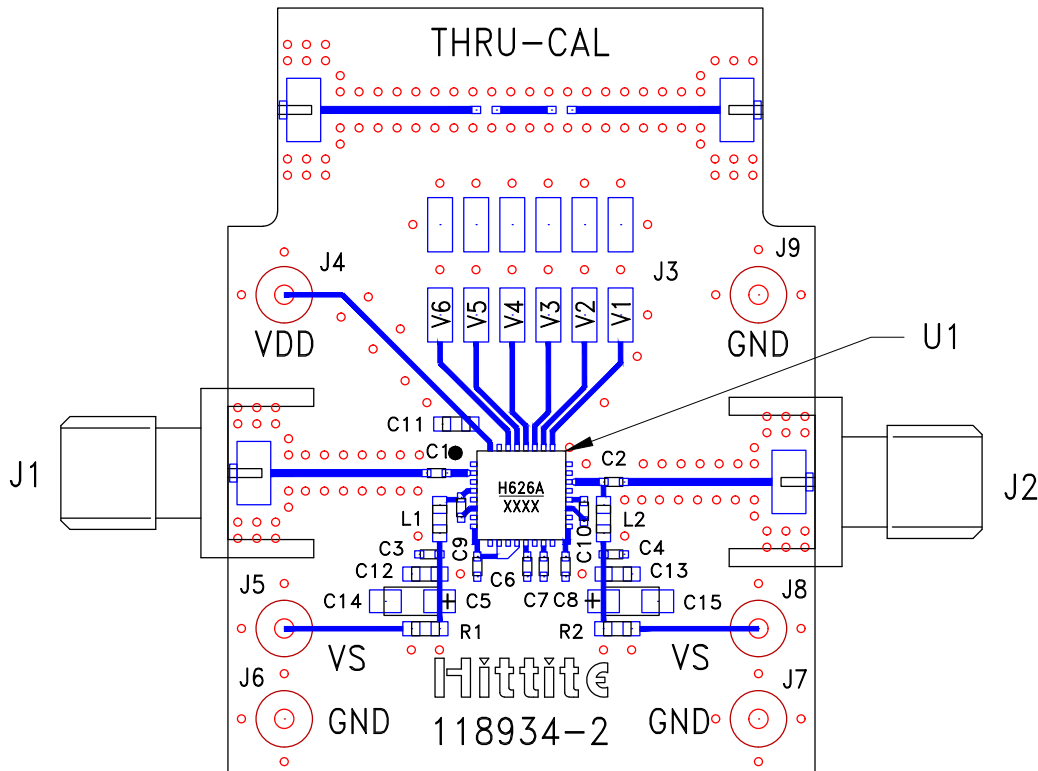 THRU-CAL
J4
J9
J3
VDD
V6
V5
V4
V3
V2
V1
GND
U1
C11
C1
C2
J1
H626A
XXXX
J2
L1
L2
C9
C10
C3
C4
C12
C6
C7
C8
C13
J5
C14
+
C5
+
C15
J8
R1
R2
VS
VS
J6
Hittite
J7
GND
118934-2
GND